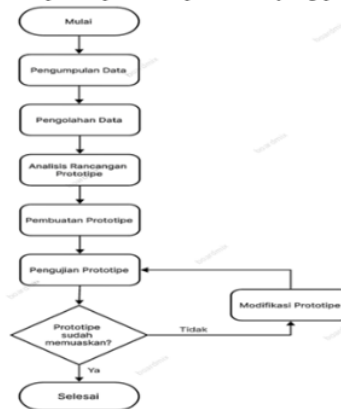 Mulai
Pengumpulan Data
Pengolahan Data
Analisis Rancangan
Prototipe
Pembuatan Prototipe
Pengujian Prototipe
Modifikasi Prototipe
Prototipe
sudah
memuaskan?
Tidak
Ya
Selesai